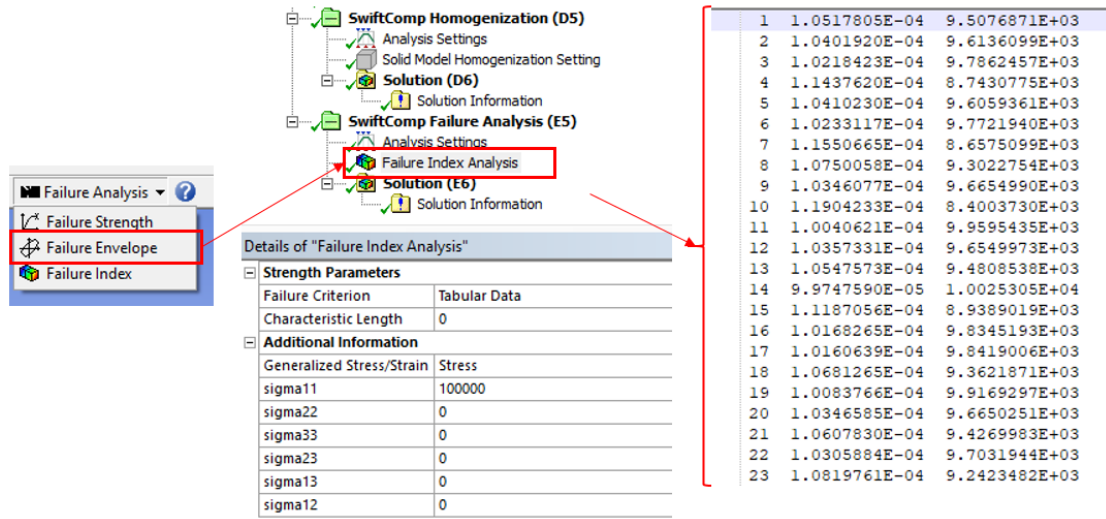 SwiftComp Homogenization (D5)
Analysis Settings
Solid Model Homogenization Setting
Solution (D6)
Solution Information
SwiftComp Failure Analysis (E5)
Analysis Settings
Failure Index Analysis
Solution (E6)
Solution Information
Failure Analysis
Failure Strength
Failure Envelope
Failure Index
Details of "Failure Index Analysis"
Strength Parameters
Failure Criterion Tabular Data
Characteristic Length 0
Additional Information
Generalized Stress/Strain Stress
sigma11 100000
sigma22 0
sigma33 0
sigma23 0
sigma13 0
sigma12 0
1 1.0517805E-04 9.5076871E+03
2 1.0401920E-04 9.6136099E+03
3 1.0218423E-04 9.7862457E+03
4 1.1437620E-04 8.7430775E+03
5 1.0410230E-04 9.6059361E+03
6 1.0233117E-04 9.7721940E+03
7 1.1550665E-04 8.6575099E+03
8 1.0750058E-04 9.3022754E+03
9 1.0346077E-04 9.6654990E+03
10 1.1904233E-04 8.4003730E+03
11 1.0040621E-04 9.9595435E+03
12 1.0357331E-04 9.6549973E+03
13 1.0547573E-04 9.4808538E+03
14 9.9747590E-05 1.0025305E+04
15 1.1187056E-04 8.9389019E+03
16 1.0168265E-04 9.8345193E+03
17 1.0160639E-04 9.8419006E+03
18 1.0681265E-04 9.3621871E+03
19 1.0083766E-04 9.9169297E+03
20 1.0346585E-04 9.6650251E+03
21 1.0607830E-04 9.4269983E+03
22 1.0305884E-04 9.7031944E+03
23 1.0819761E-04 9.2423482E+03